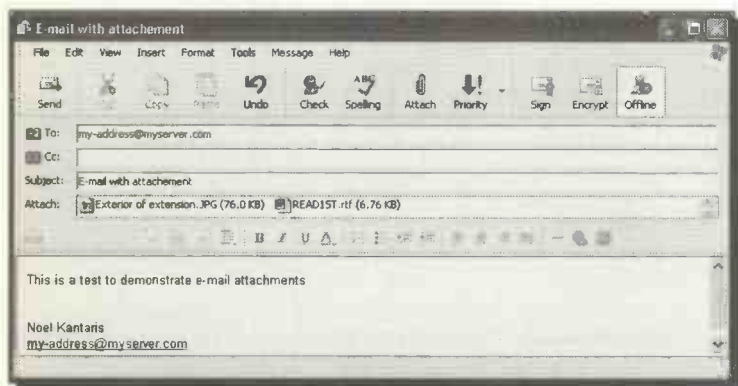 E-mail with attachement
File Edit View Insert Format Tools Message Help
Send Copy Paste Undo Check Spelling Attach Priority Sign Encrypt Offline
To: my-address@myserver.com
Cc:
Subject: E-mail with attachement
Attach: Exterior of extension.JPG (76.0 KB) READ1ST.rtf (6.76 KB)
B I U A
This is a test to demonstrate e-mail attachments
Noel Kantaris
my-address@myserver.com